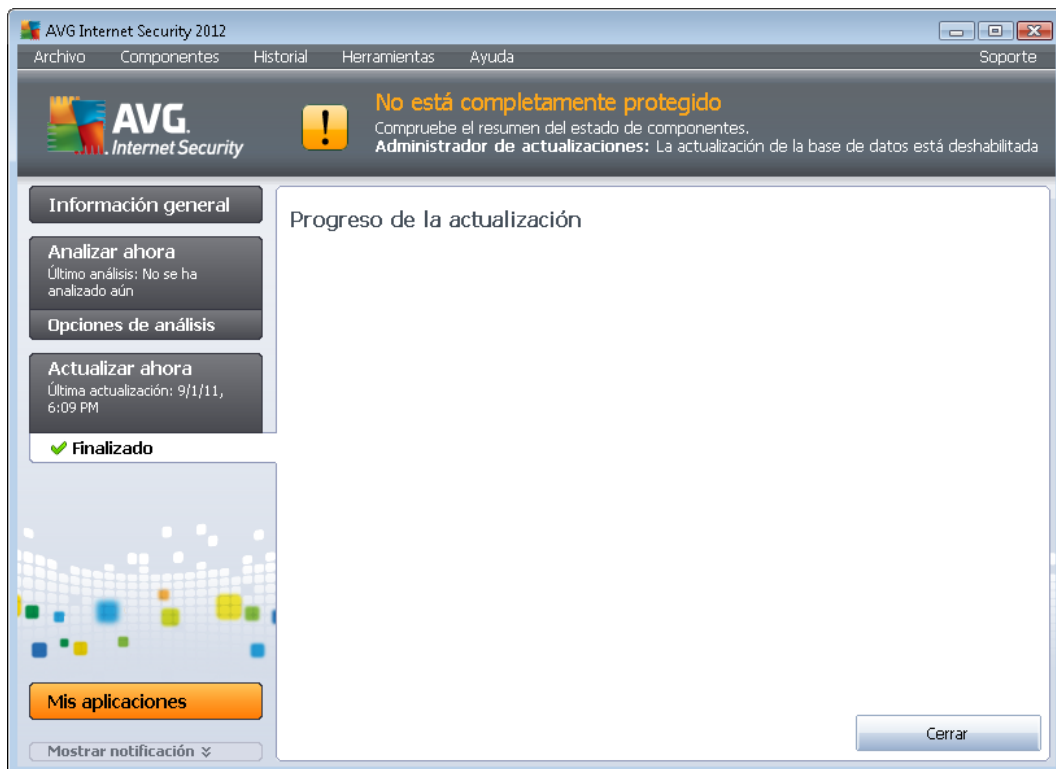 AVG Internet Security 2012
Archivo Componentes Historial Herramientas Ayuda Soporte
AVG.
Internet Security
No está completamente protegido
Compruebe el resumen del estado de componentes.
Administrador de actualizaciones: La actualización de la base de datos está deshabilitada
Información general
Analizar ahora
Último análisis: No se ha
analizado aún
Opciones de análisis
Actualizar ahora
Última actualización: 9/1/11,
6:09 PM
Finalizado
Mis aplicaciones
Mostrar notificación
Progreso de la actualización
Cerrar